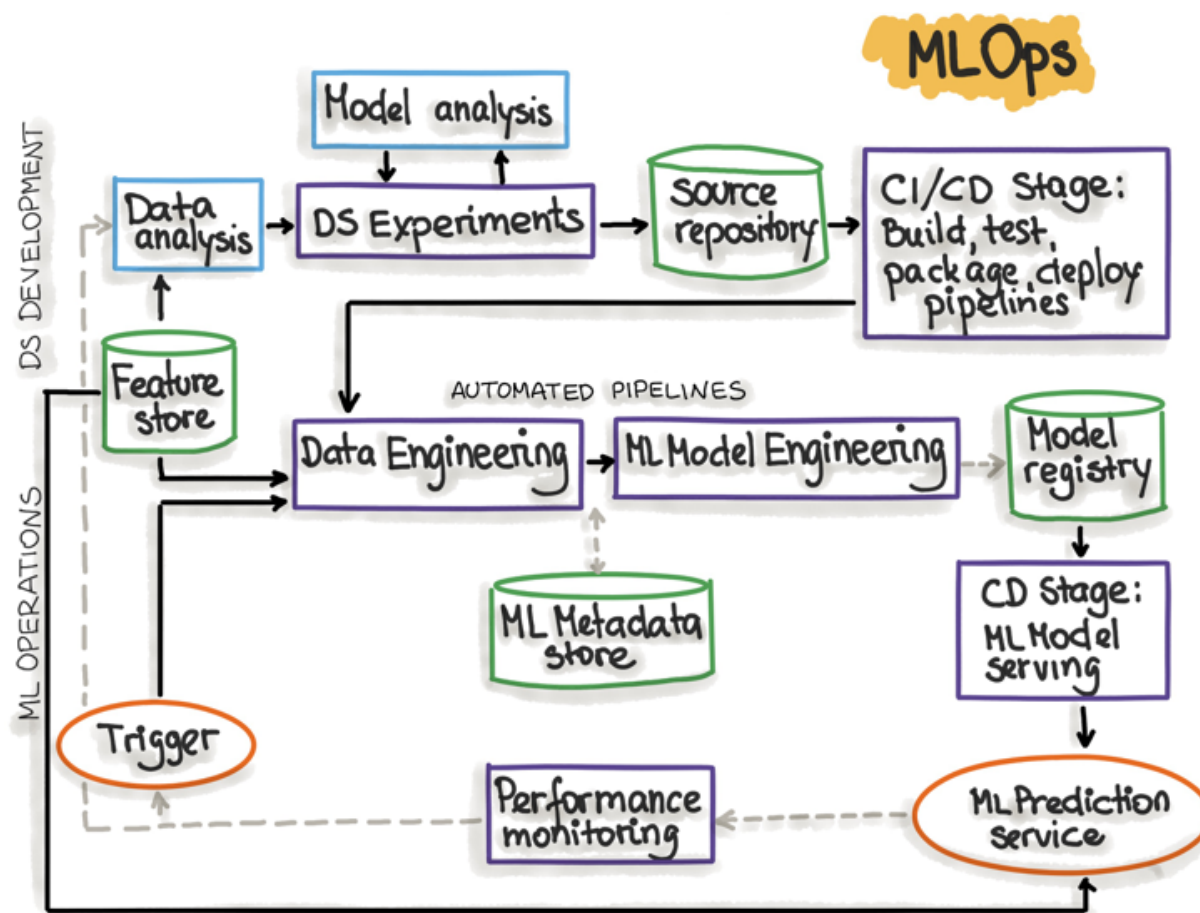 MLOps
Model analysis
DS DEVELOPMENT
Data
analysis
DS Experiments
Source
repository
CI/CD Stage:
Build, test,
package, deploy
pipelines
Feature
store
AUTOMATED PIPELINES
Data Engineering
ML Model Engineering
Model
registry
ML OPERATIONS
ML Metadata
store
CD Stage:
ML Model
serving
Trigger
Performance
monitoring
ML Prediction
service